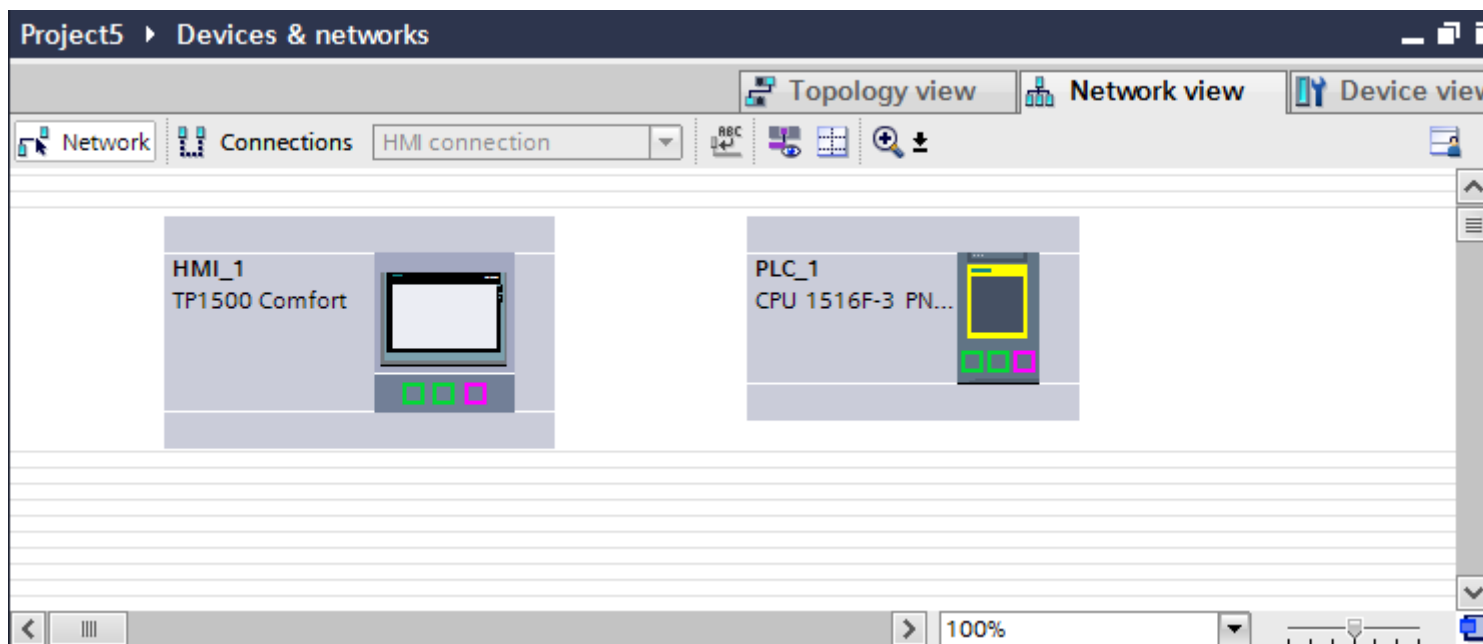 Project5 ▸ Devices & networks
Topology view Network view Device view
Network Connections HMI connection
HMI_1
TP1500 Comfort
PLC_1
CPU 1516F-3 PN...
100%